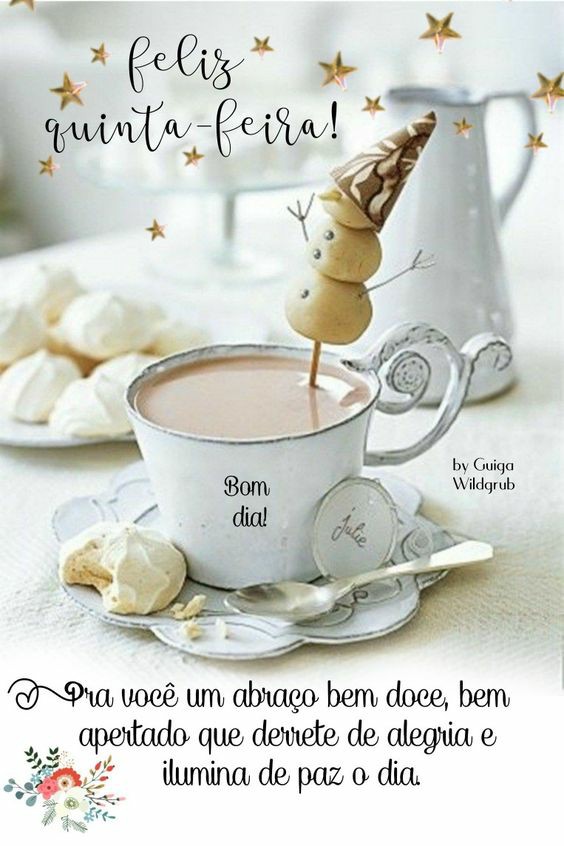 feliz
quinta-feira!
by Guiga
Wildgrub
Bom
dia!
Julie
Pra você um abraço bem doce, bem
apertado que derrete de alegria e
ilumina de paz o dia.